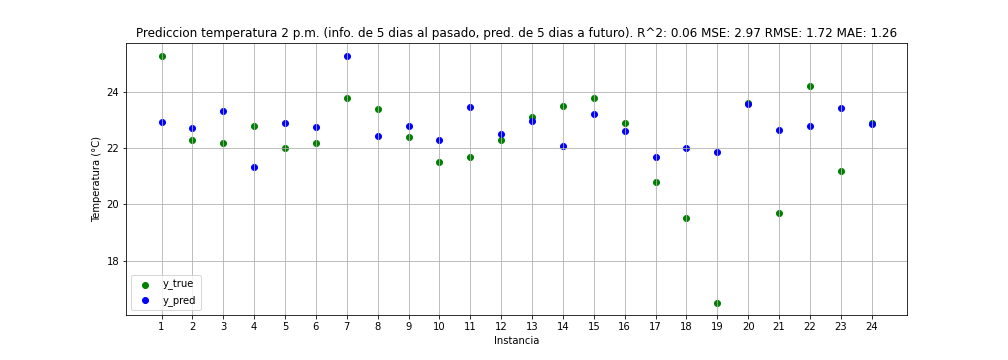 Prediccion temperatura 2 p.m. (info. de 5 dias al pasado, pred. de 5 dias a futuro). R^2: 0.06 MSE: 2.97 RMSE: 1.72 MAE: 1.26
Temperatura (°C)
24
22
20
18
y_true
y_pred
1 2 3 4 5 6 7 8 9 10 11 12 13 14 15 16 17 18 19 20 21 22 23 24
Instancia